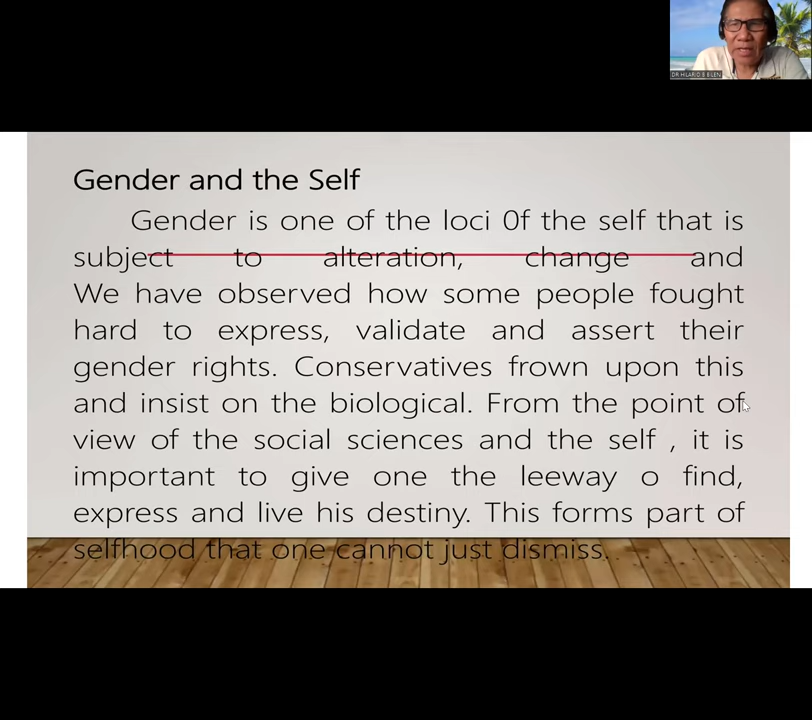 DR HILARIO B BILEN
Gender and the Self
Gender is one of the loci 0f the self that is
subject to alteration, change and
We have observed how some people fought
hard to express, validate and assert their
gender rights. Conservatives frown upon this
and insist on the biological. From the point of
view of the social sciences and the self , it is
important to give one the leeway o find,
express and live his destiny. This forms part of
selfhood that one cannot just dismiss.